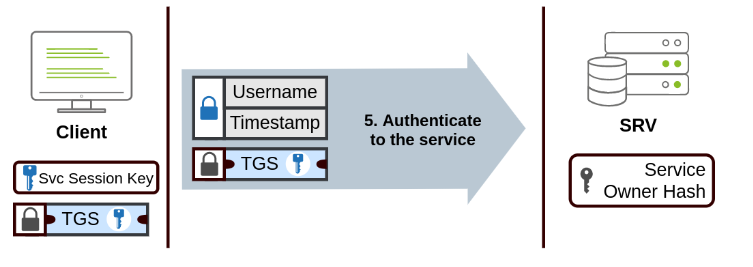 Client
Svc Session Key
TGS
Username
Timestamp
TGS
5. Authenticate
to the service
SRV
Service
Owner Hash